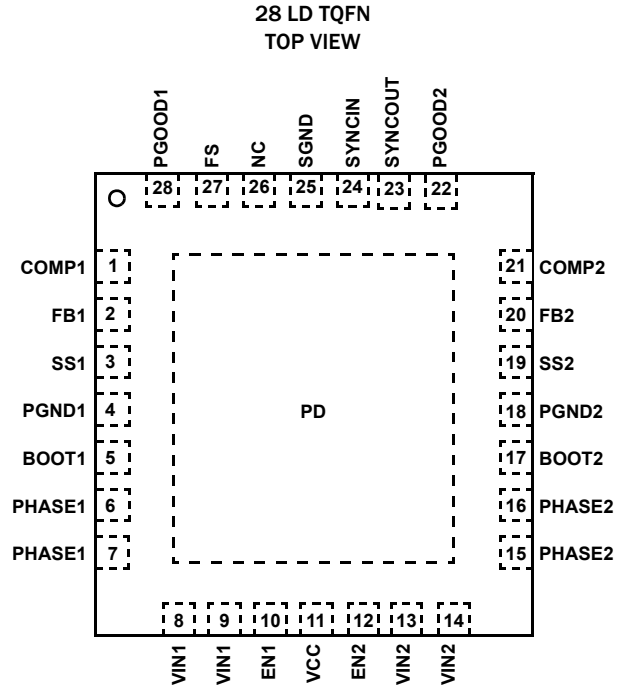 28 LD TQFN
TOP VIEW
PGOOD1
FS
NC
SGND
SYNCIN
SYNCOUT
PGOOD2
28 27 26 25 24 23 22
COMP1 1 21 COMP2
FB1 2 20 FB2
SS1 3 19 SS2
PGND1 4 PD 18 PGND2
BOOT1 5 17 BOOT2
PHASE1 6 16 PHASE2
PHASE1 7 15 PHASE2
8 9 10 11 12 13 14
VIN1
VIN1
EN1
VCC
EN2
VIN2
VIN2